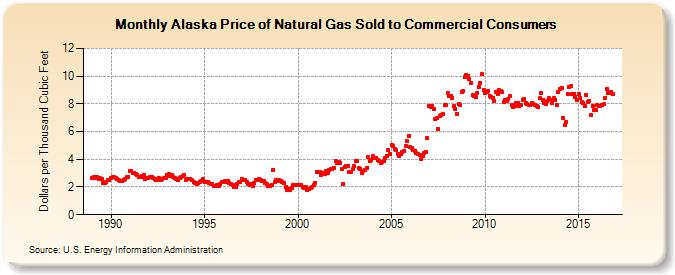 Monthly Alaska Price of Natural Gas Sold to Commercial Consumers
Dollars per Thousand Cubic Feet
12
10
8
6
4
2
0
1990 1995 2000 2005 2010 2015
Source: U.S. Energy Information Administration